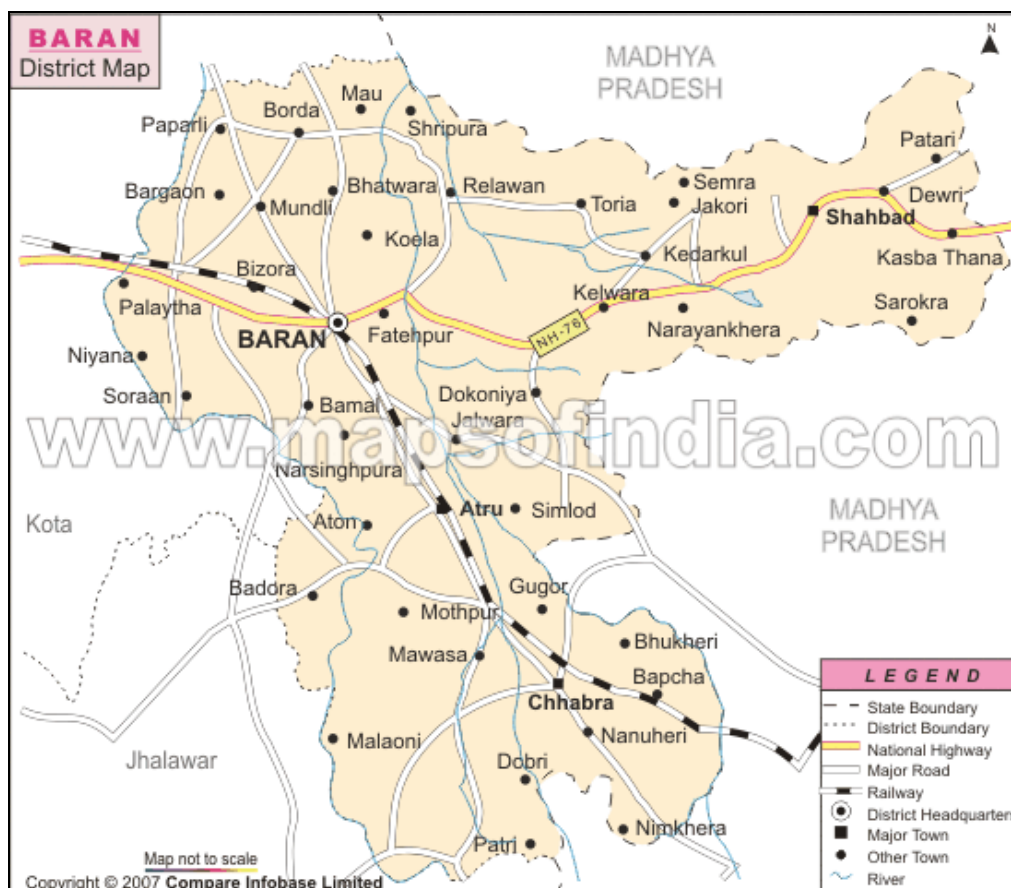 BARAN
District Map
N
MADHYA
PRADESH
Mau
Borda
Shripura
Paparli
Patari
Bargaon
Bhatwara
Relawan
Semra
Mundli
Toria
Jakori
Dewri
Shahbad
Koela
Kedarkul
Kasba Thana
Bizora
Palaytha
Kelwara
Sarokra
BARAN
Fatehpur
NH-76
Narayankhera
Niyana
Soraan
Dokoniya
Bamal
Jalwara
www.mapsofindia.com
Narsinghpura
Kota
Aton
Atru
Simlod
MADHYA
PRADESH
Badora
Gugor
Mothpur
Bhukheri
Mawasa
Bapcha
Chhabra
Malaoni
Nanuheri
Jhalawar
Dobri
Nimkhera
Patri
LEGEND
State Boundary
District Boundary
National Highway
Major Road
Railway
District Headquarters
Major Town
Other Town
River
Map not to scale
Copyright © 2007 Compare Infobase Limited